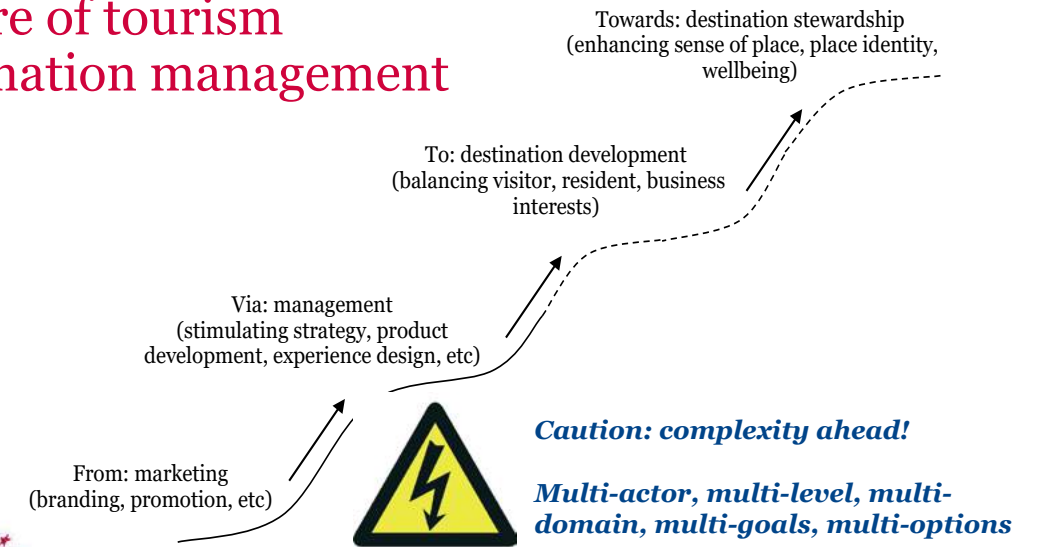 re of tourism
nation management
Towards: destination stewardship
(enhancing sense of place, place identity,
wellbeing)
To: destination development
(balancing visitor, resident, business
interests)
Via: management
(stimulating strategy, product
development, experience design, etc)
From: marketing
(branding, promotion, etc)
Caution: complexity ahead!
Multi-actor, multi-level, multi-
domain, multi-goals, multi-options